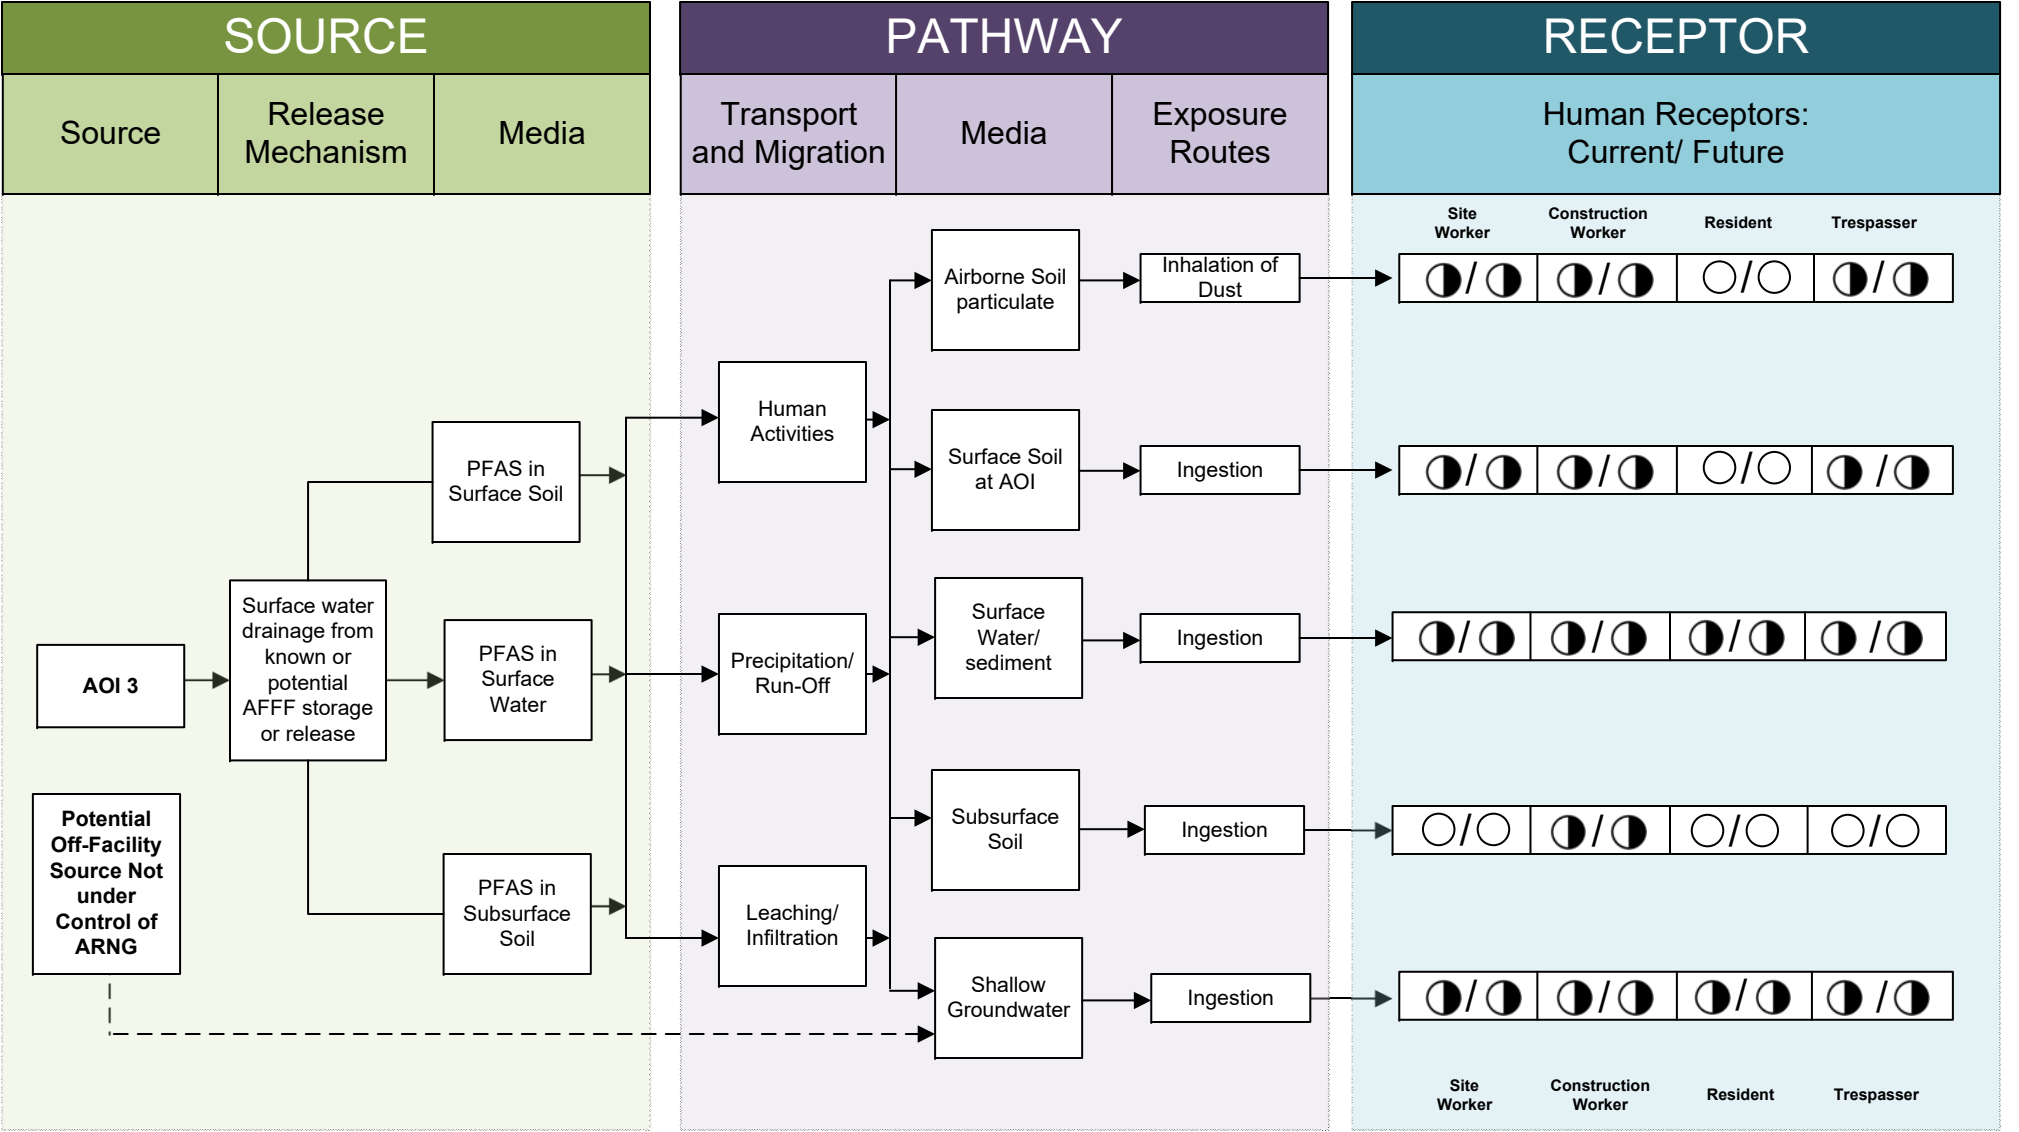 SOURCE
PATHWAY
RECEPTOR
Source
Release
Mechanism
Media
Transport
and Migration
Media
Exposure
Routes
Human Receptors:
Current/ Future
Site
Worker
Construction
Worker
Resident
Trespasser
AOI 3
Potential
Off-Facility
Source Not
under
Control of
ARNG
Surface water
drainage from
known or
potential
AFFF storage
or release
PFAS in
Surface Soil
PFAS in
Surface
Water
PFAS in
Subsurface
Soil
Human
Activities
Precipitation/
Run-Off
Leaching/
Infiltration
Airborne Soil
particulate
Surface Soil
at AOI
Surface
Water/
sediment
Subsurface
Soil
Shallow
Groundwater
Inhalation of
Dust
Ingestion
Ingestion
Ingestion
Ingestion
/ / / /
/ / / /
/ / / /
/ / / /
/ / / /
Site
Worker
Construction
Worker
Resident
Trespasser